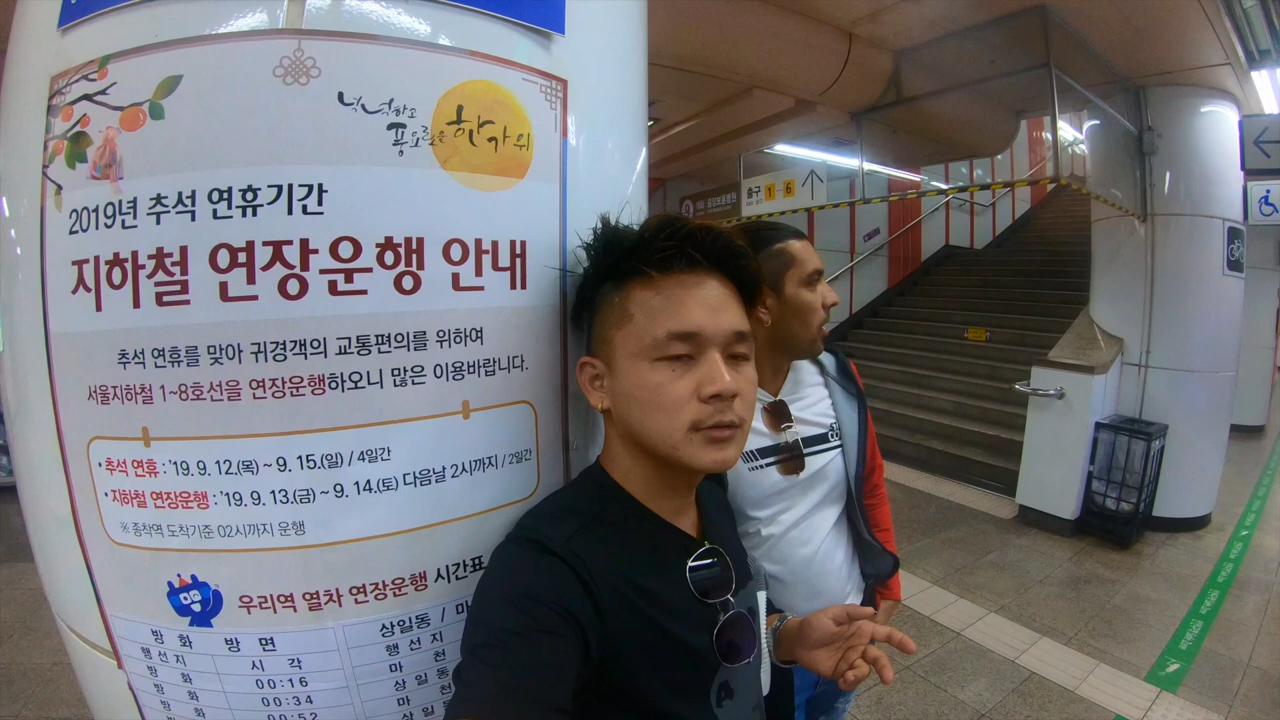 넉넉하고
풍요로운 한가위
2019년 추석 연휴기간
지하철 연장운행 안내
추석 연휴를 맞아 귀경객의 교통편의를 위하여
서울지하철 1~8호선을 연장운행하오니 많은 이용바랍니다.
• 추석 연휴 : '19. 9. 12.(목) ~ 9. 15.(일) / 4일간
• 지하철 연장운행 : '19. 9. 13.(금) ~ 9. 14.(토) 다음날 2시까지 / 2일간
※ 종착역 도착기준 02시까지 운행
우리역 열차 연장운행 시간표
방 화 방 면
상일동 / 마
행선지 시 각
행 선 지
방 화 00:16
마 천
방 화 00:34
상 일 동
방 화 00:52
마 천
방
상 일 동
출구 1 6